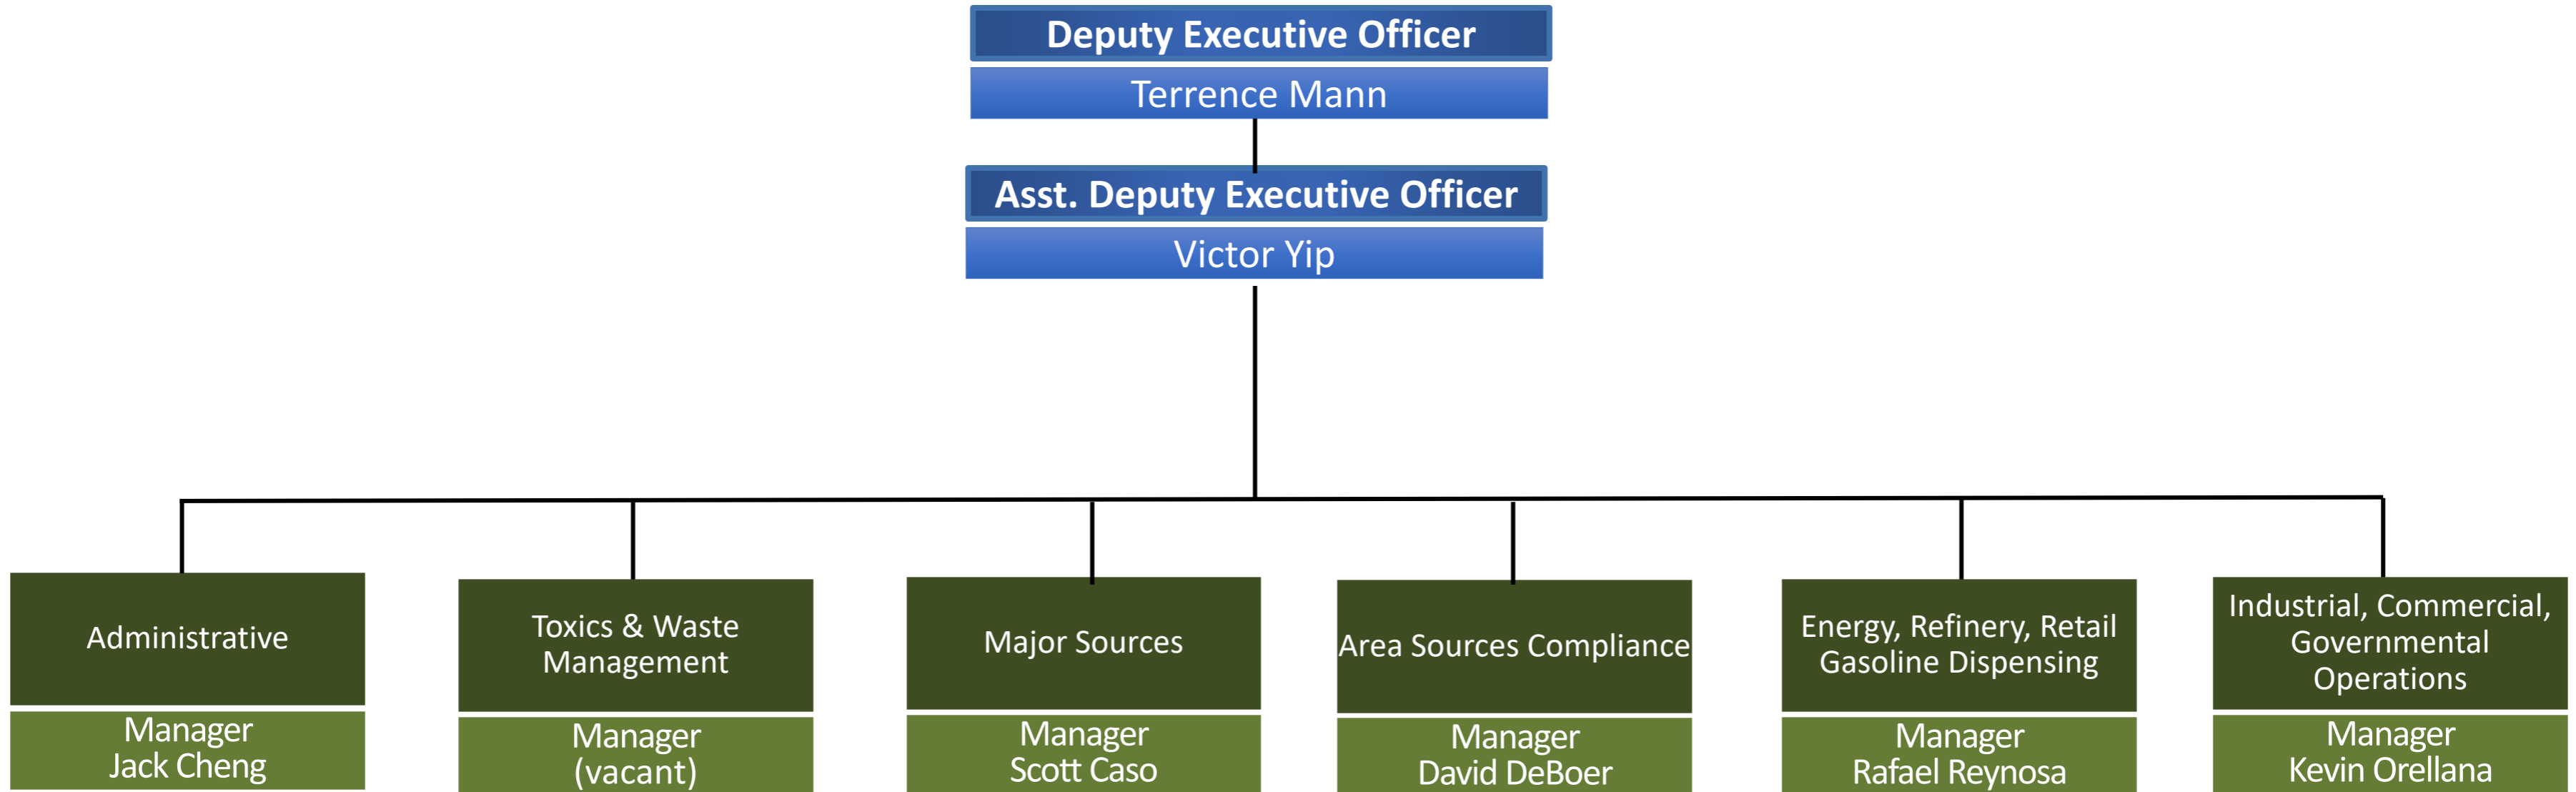 Deputy Executive Officer
Terrence Mann
Asst. Deputy Executive Officer
Victor Yip
Administrative
Manager
Jack Cheng
Toxics & Waste
Management
Manager
(vacant)
Major Sources
Manager
Scott Caso
Area Sources Compliance
Manager
David DeBoer
Energy, Refinery, Retail
Gasoline Dispensing
Manager
Rafael Reynosa
Industrial, Commercial,
Governmental
Operations
Manager
Kevin Orellana